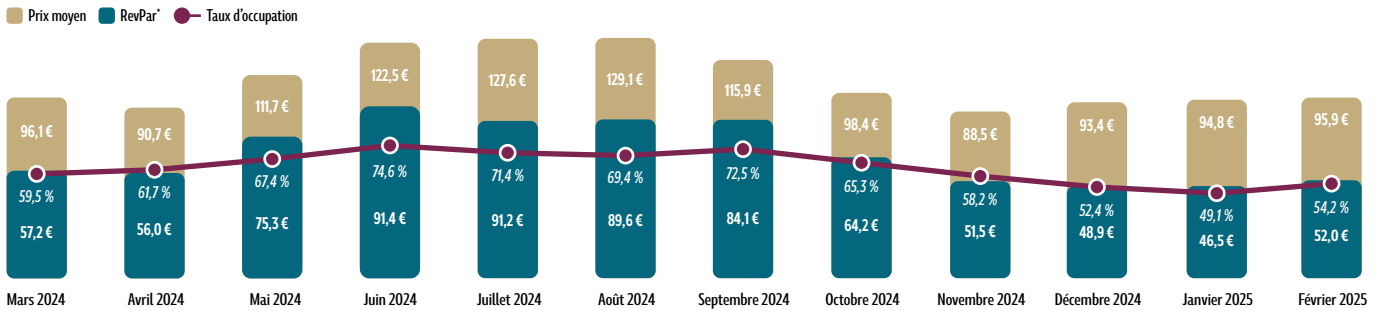 Prix moyen RevPar* Taux d'occupation
96,1 € 90,7 € 111,7 € 122,5 € 127,6 € 129,1 € 115,9 € 98,4 € 88,5 € 93,4 € 94,8 € 95,9 €
59,5 % 61,7 % 67,4 % 74,6 % 71,4 % 69,4 % 72,5 % 65,3 % 58,2 % 52,4 % 49,1 % 54,2 %
57,2 € 56,0 € 75,3 € 91,4 € 91,2 € 89,6 € 84,1 € 64,2 € 51,5 € 48,9 € 46,5 € 52,0 €
Mars 2024 Avril 2024 Mai 2024 Juin 2024 Juillet 2024 Août 2024 Septembre 2024 Octobre 2024 Novembre 2024 Décembre 2024 Janvier 2025 Février 2025